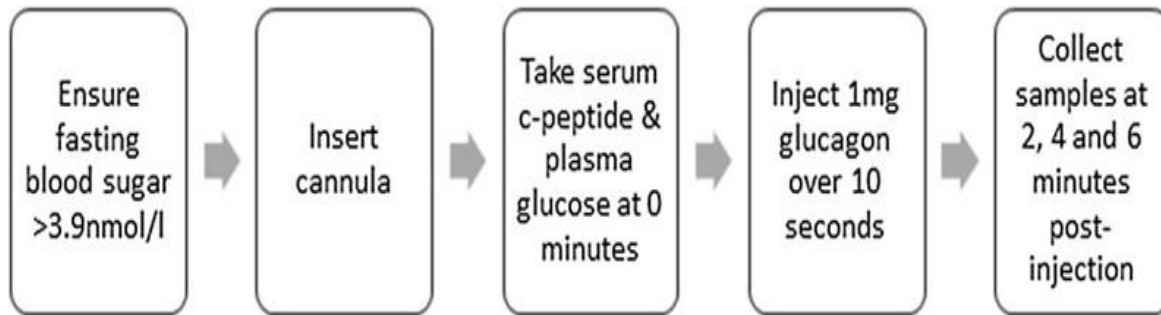 Ensure
fasting
blood sugar
>3.9nmol/l
Insert
cannula
Take serum
c-peptide &
plasma
glucose at 0
minutes
Inject 1mg
glucagon
over 10
seconds
Collect
samples at
2, 4 and 6
minutes
post-
injection